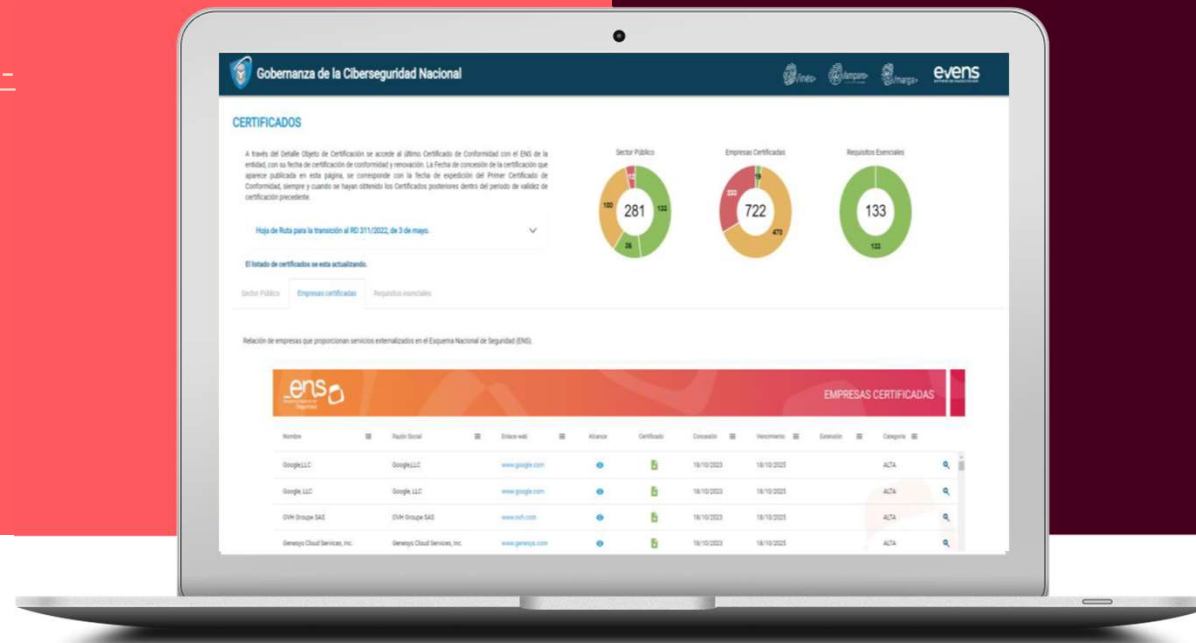 Gobernanza de la Ciberseguridad Nacional
evens
CERTIFICADOS
A través del Detalle Objeto de Certificación se accede al último Certificado de Conformidad con el ENS de la
entidad, con su fecha de certificación de conformidad y renovación. La Fecha de concesión de la certificación que
aparece publicada en esta página, se corresponde con la fecha de expedición del Primer Certificado de
Conformidad, siempre y cuando se hayan obtenido los Certificados posteriores dentro del periodo de validez de
certificación precedente.
Hoja de Ruta para la transición al RD 311/2022, de 3 de mayo.
El listado de certificados se esta actualizando.
Sector Público
281
100
Empresas Certificadas
722
19
470
Requisitos Esenciales
133
133
Sector Público Empresas certificadas Requisitos esenciales
Relación de empresas que proporcionan servicios externalizados en el Esquema Nacional de Seguridad (ENS).
ens
EMPRESAS CERTIFICADAS
Nombre Razón Social Enlace web Alcance Certificado Concesión Vencimiento Extensión Categoría
Google,LLC Google,LLC www.google.com 18/10/2023 18/10/2025 ALTA
Google, LLC Google, LLC www.google.com 18/10/2023 18/10/2025 ALTA
OVH Groupe SAS OVH Groupe SAS www.ovh.com 18/10/2023 18/10/2025 ALTA
Genesys Cloud Services, Inc. Genesys Cloud Services, Inc. www.genesys.com 18/10/2023 18/10/2025 ALTA